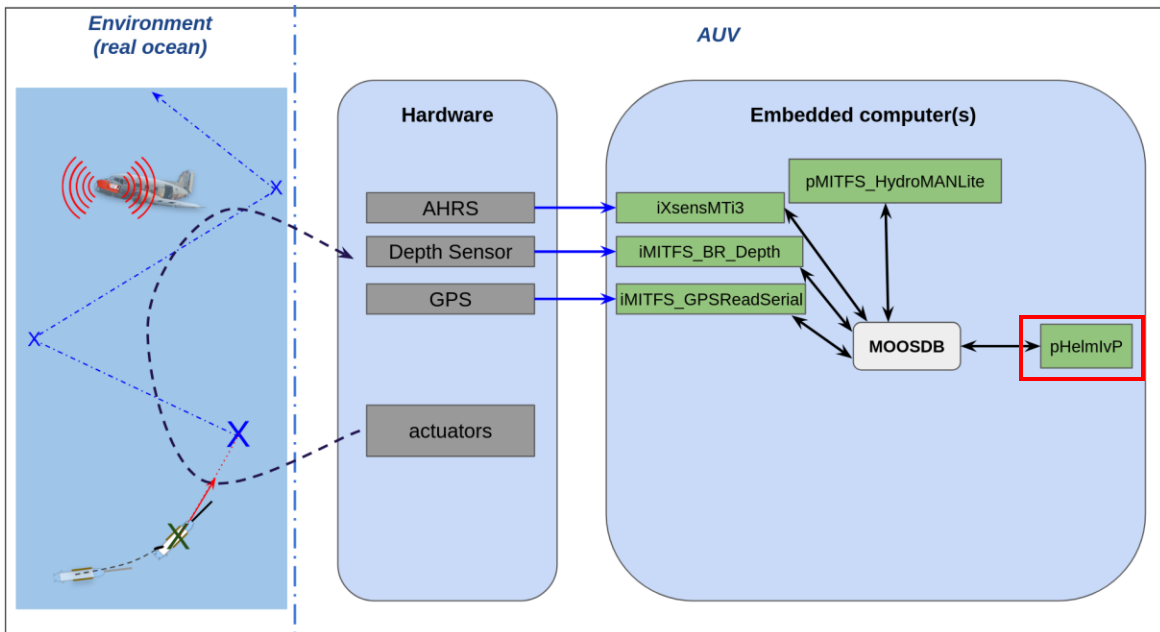 Environment
(real ocean)
AUV
Hardware
Embedded computer(s)
pMITFS_HydroMANLite
AHRS
iXsensMTi3
Depth Sensor
iMITFS_BR_Depth
GPS
iMITFS_GPSReadSerial
MOOSDB
pHelmIvP
actuators
X
X
X
X